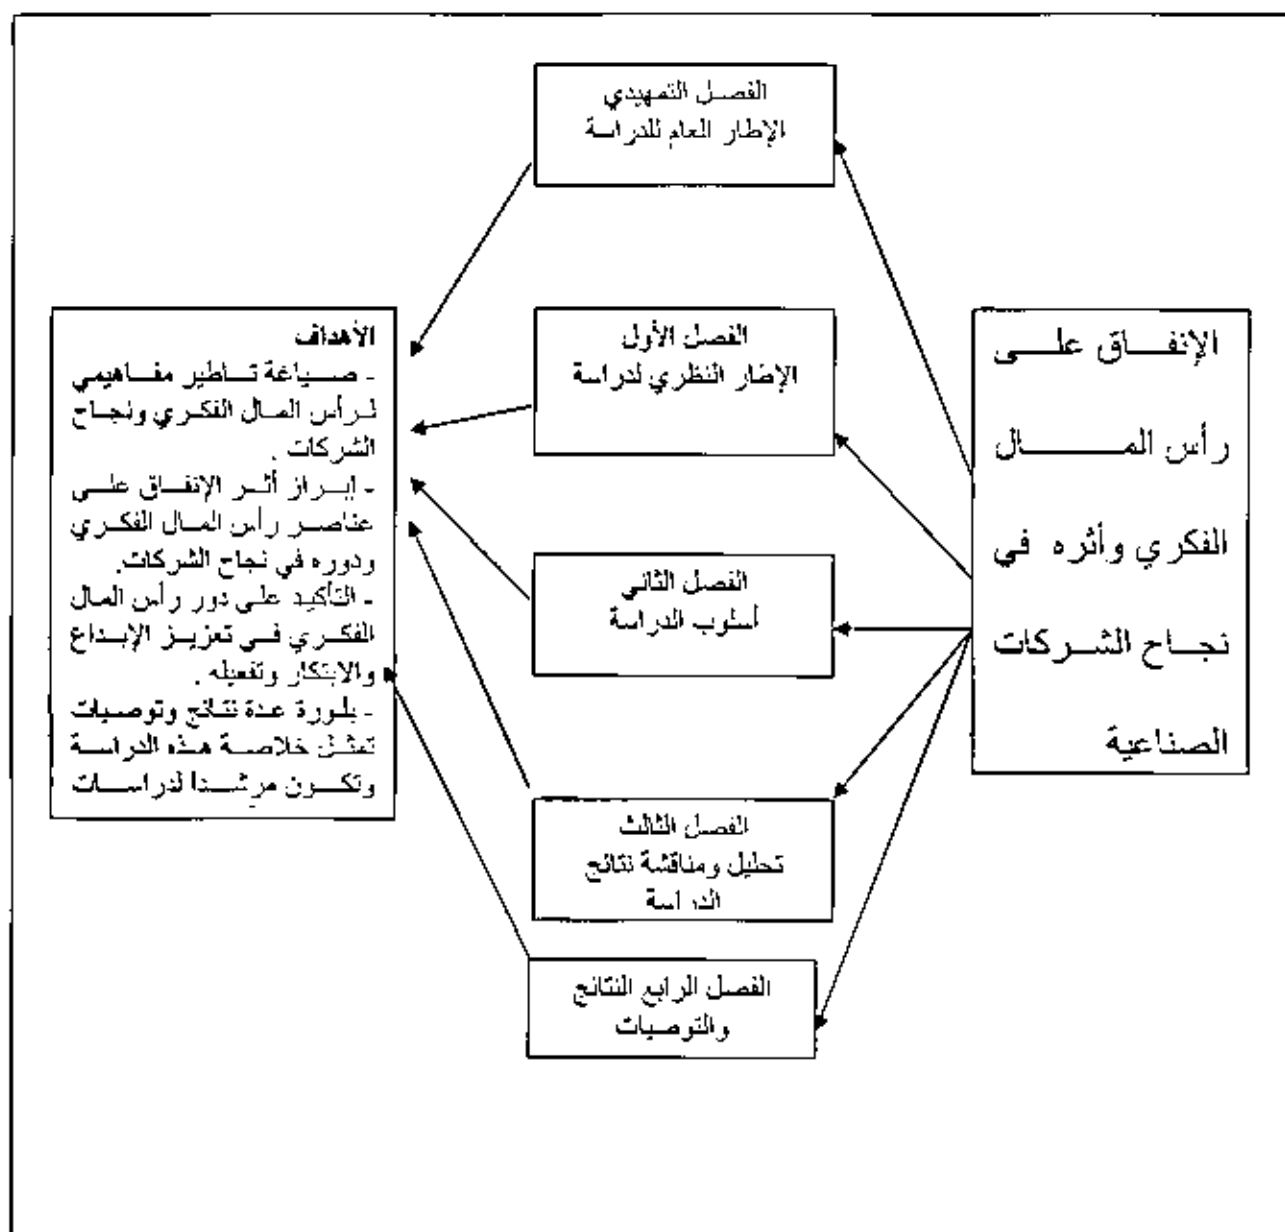 الإنفاق على
رأس المال
الفكري وأثره في
نجاح الشركات
الصناعية
الفصل التمهيدي
الإطار العام للدراسة
الفصل الأول
الإطار النظري لدراسة
الفصل الثاني
أسلوب الدراسة
الفصل الثالث
تحليل ومناقشة نتائج
الدراسة
الفصل الرابع النتائج
والتوصيات
الأهداف
- صياغة تاطير مفاهيمي
لرأس المال الفكري ونجاح
الشركات .
- إبراز أثر الإنفاق على
عناصر رأس المال الفكري
ودوره في نجاح الشركات.
- التأكيد على دور رأس المال
الفكري في تعزيز الإبداع
والابتكار وتفعيله .
- بلورة عدة نتائج وتوصيات
تمثل خلاصة هذه الدراسة
وتكون مرشدا لدراسات